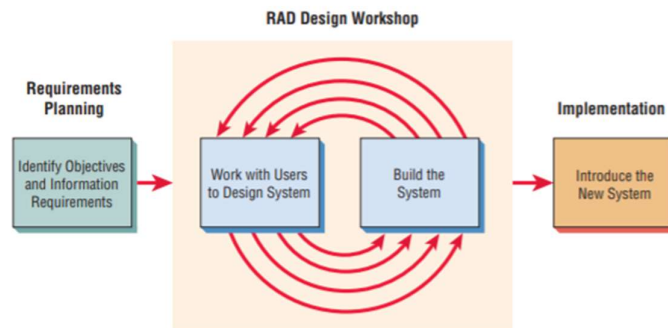 RAD Design Workshop
Requirements
Planning
Identify Objectives
and Information
Requirements
Work with Users
to Design System
Build the
System
Implementation
Introduce the
New System